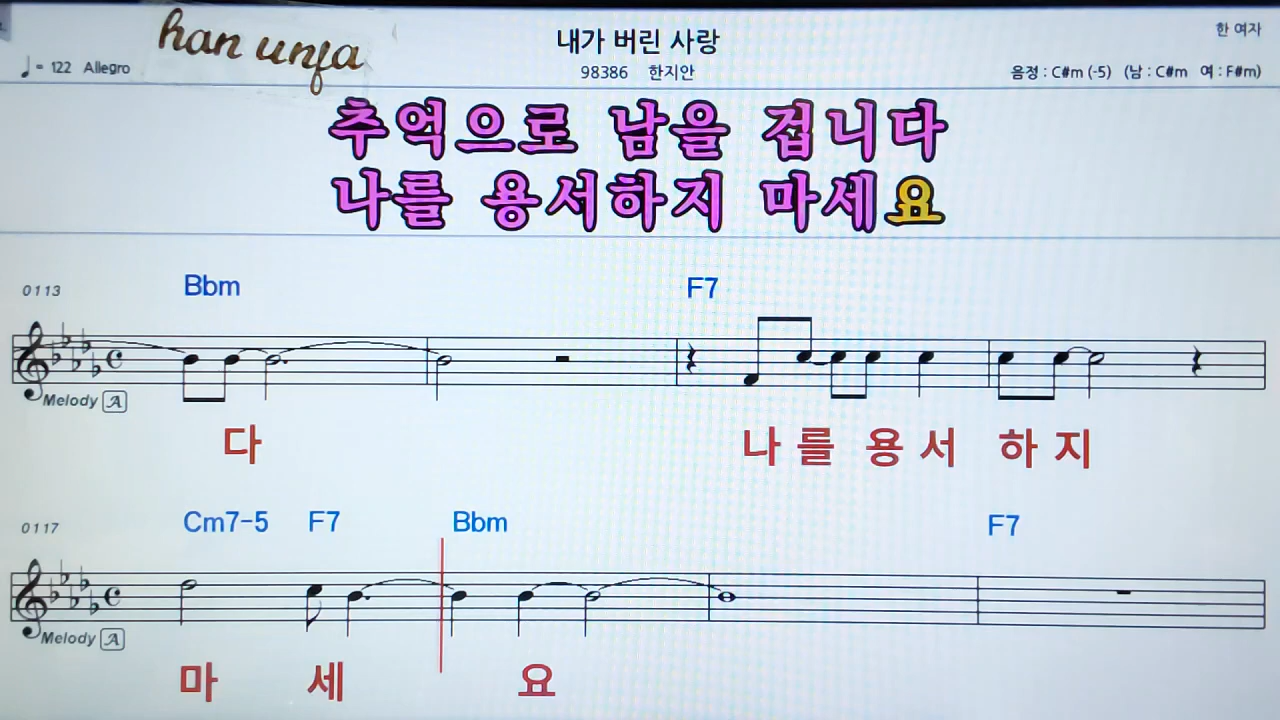 han unja
내가 버린 사랑
98386 한지안
한 여자
♩ = 122 Allegro
음정 : C#m (-5) (남 : C#m 여 : F#m)
추억으로 남을 겁니다
나를 용서하지 마세요
0113
Bbm F7
Melody A
다 나를 용서 하지
0117
Cm7-5 F7 Bbm F7
Melody A
마 세 요